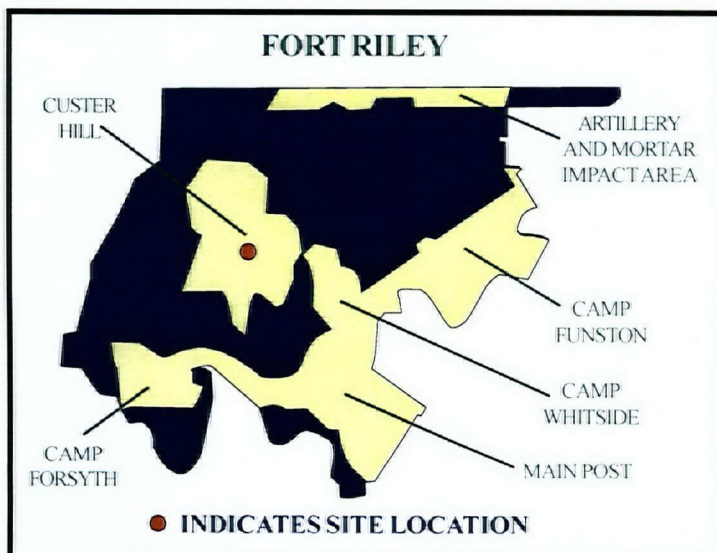 FORT RILEY
CUSTER
HILL
ARTILLERY
AND MORTAR
IMPACT AREA
CAMP
FUNSTON
CAMP
WHITSIDE
CAMP
FORSYTH
MAIN POST
INDICATES SITE LOCATION